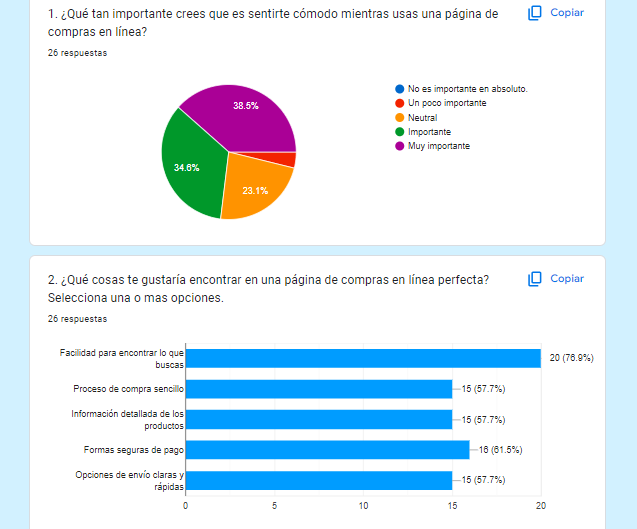 1. ¿Qué tan importante crees que es sentirte cómodo mientras usas una página de
compras en línea?
Copiar
26 respuestas
38.5%
34.6%
23.1%
No es importante en absoluto.
Un poco importante
Neutral
Importante
Muy importante
2. ¿Qué cosas te gustaría encontrar en una página de compras en línea perfecta?
Selecciona una o mas opciones.
Copiar
26 respuestas
Facilidad para encontrar lo que
buscas
20 (76.9%)
Proceso de compra sencillo
15 (57.7%)
Información detallada de los
productos
15 (57.7%)
Formas seguras de pago
16 (61.5%)
Opciones de envío claras y
rápidas
15 (57.7%)
0 5 10 15 20